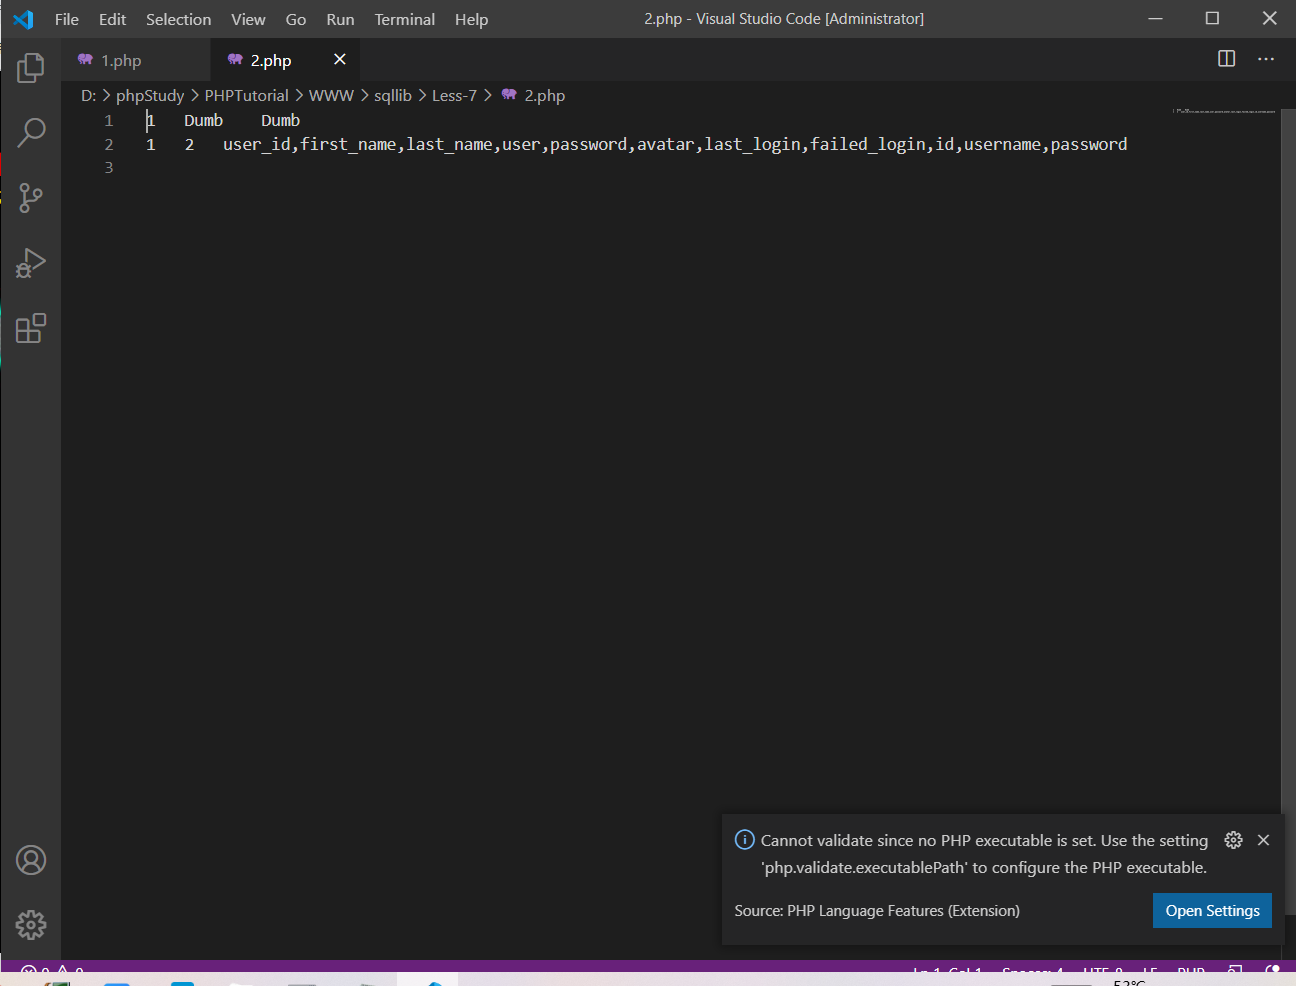 File Edit Selection View Go Run Terminal Help 2.php - Visual Studio Code [Administrator]
1.php 2.php
D: > phpStudy > PHPTutorial > WWW > sqllib > Less-7 > 2.php
1 1 Dumb Dumb
2 1 2 user_id,first_name,last_name,user,password,avatar,last_login,failed_login,id,username,password
3
Cannot validate since no PHP executable is set. Use the setting
'php.validate.executablePath' to configure the PHP executable.
Source: PHP Language Features (Extension) Open Settings